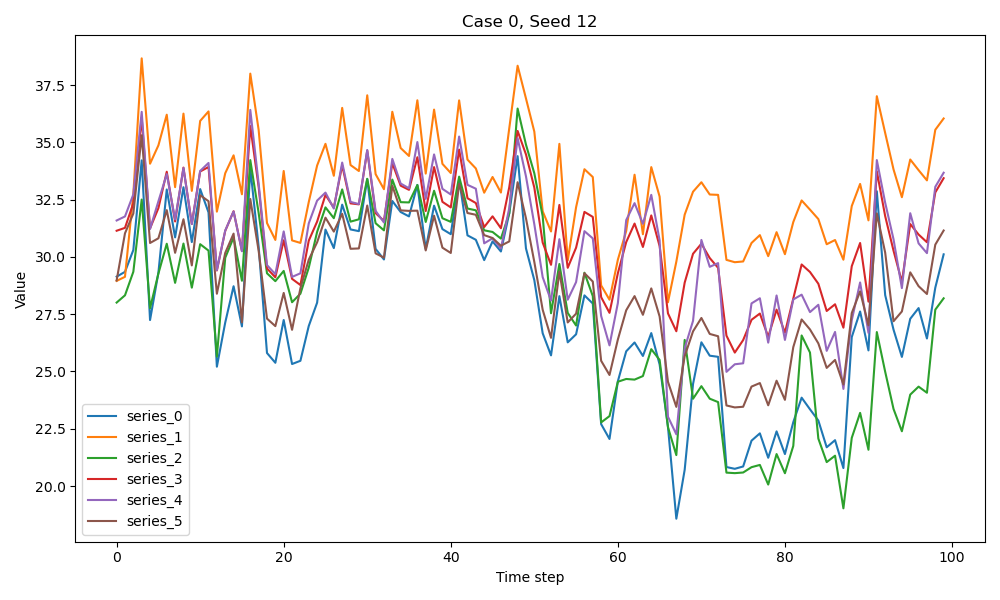 Case 0, Seed 12
Value
37.5
35.0
32.5
30.0
27.5
25.0
22.5
20.0
series_0
series_1
series_2
series_3
series_4
series_5
0 20 40 60 80 100
Time step